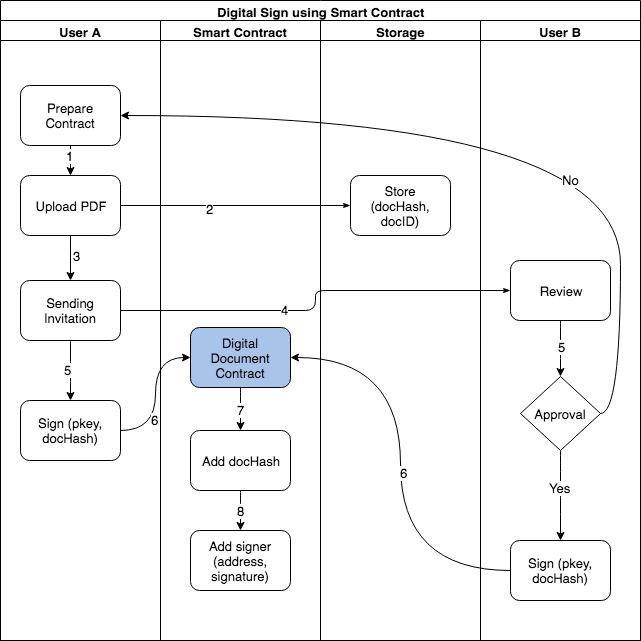 Digital Sign using Smart Contract
User A
Smart Contract
Storage
User B
Prepare
Contract
1
No
Upload PDF
2
Store
(docHash,
docID)
3
Sending
Invitation
4
Review
Digital
Document
Contract
5
5
Sign (pkey,
docHash)
6
7
Approval
Add docHash
6
Yes
8
Add signer
(address,
signature)
Sign (pkey,
docHash)